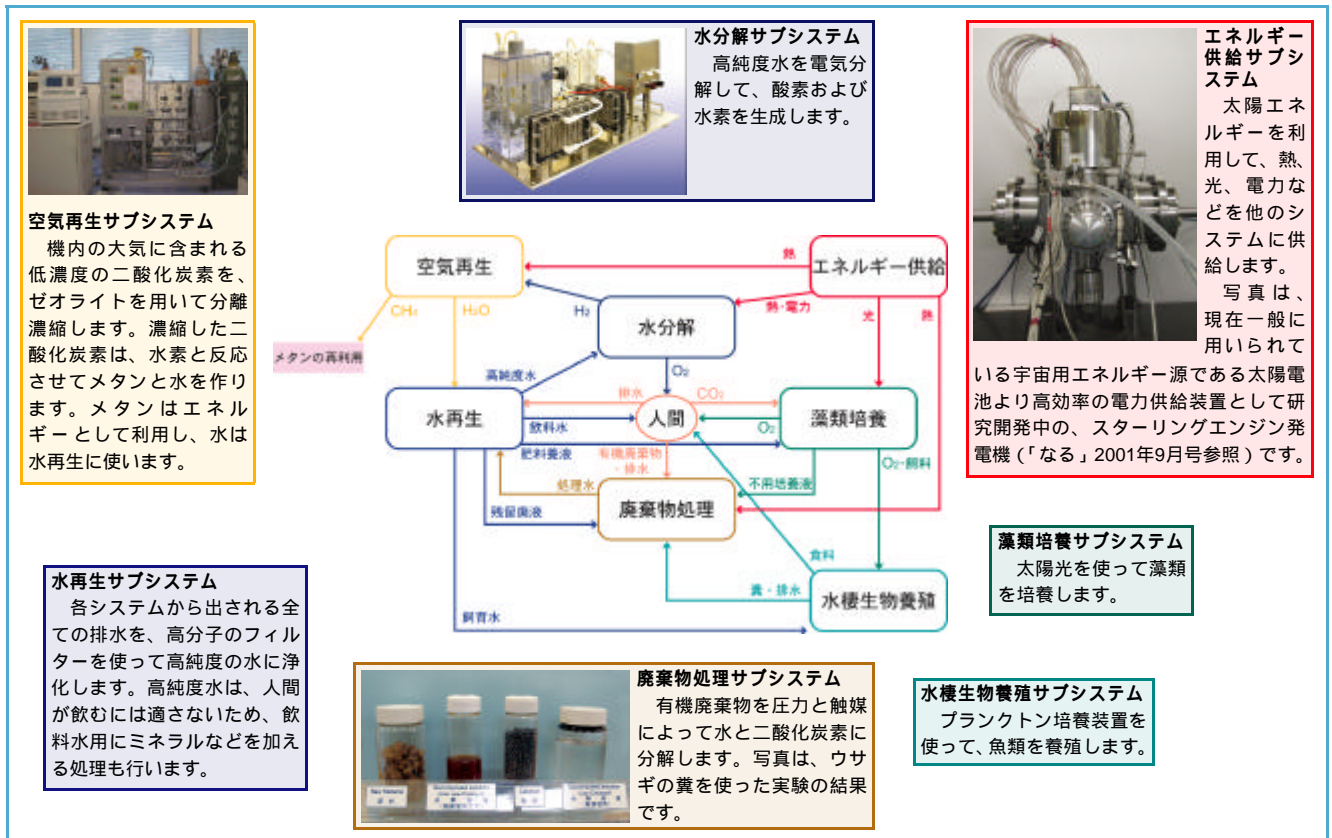 空気再生サブシステム
　機内の大気に含まれる
低濃度の二酸化炭素を、
ゼオライトを用いて分離
濃縮します。濃縮した二
酸化炭素は、水素と反応
させてメタンと水を作り
ます。メタンはエネル
ギーとして利用し、水は
水再生に使います。
水分解サブシステム
　高純度水を電気分
解して、酸素および
水素を生成します。
エネルギー
供給サブシ
ステム
　太陽エネ
ルギーを利
用して、熱、
光、電力な
どを他のシ
ステムに供
給します。
　写真は、
現在一般に
用いられて
いる宇宙用エネルギー源である太陽電
池より高効率の電力供給装置として研
究開発中の、スターリングエンジン発
電機(「なる」2001年9月号参照)です。
空気再生
熱
エネルギー供給
CH₄
H₂O
H₂
水分解
熱・電力
光
熱
メタンの再利用
高純度水
O₂
水再生
排水
CO₂
人間
飲料水
O₂
藻類培養
肥料養液
有機廃棄物
・排水
O₂・飼料
処理水
不用培養液
残留廃液
廃棄物処理
食料
糞・排水
水棲生物養殖
飼育水
藻類培養サブシステム
　太陽光を使って藻類
を培養します。
水再生サブシステム
　各システムから出される全
ての排水を、高分子のフィル
ターを使って高純度の水に浄
化します。高純度水は、人間
が飲むには適さないため、飲
料水用にミネラルなどを加え
る処理も行います。
廃棄物処理サブシステム
　有機廃棄物を圧力と触媒
によって水と二酸化炭素に
分解します。写真は、ウサ
ギの糞を使った実験の結果
です。
水棲生物養殖サブシステム
　プランクトン培養装置を
使って、魚類を養殖します。